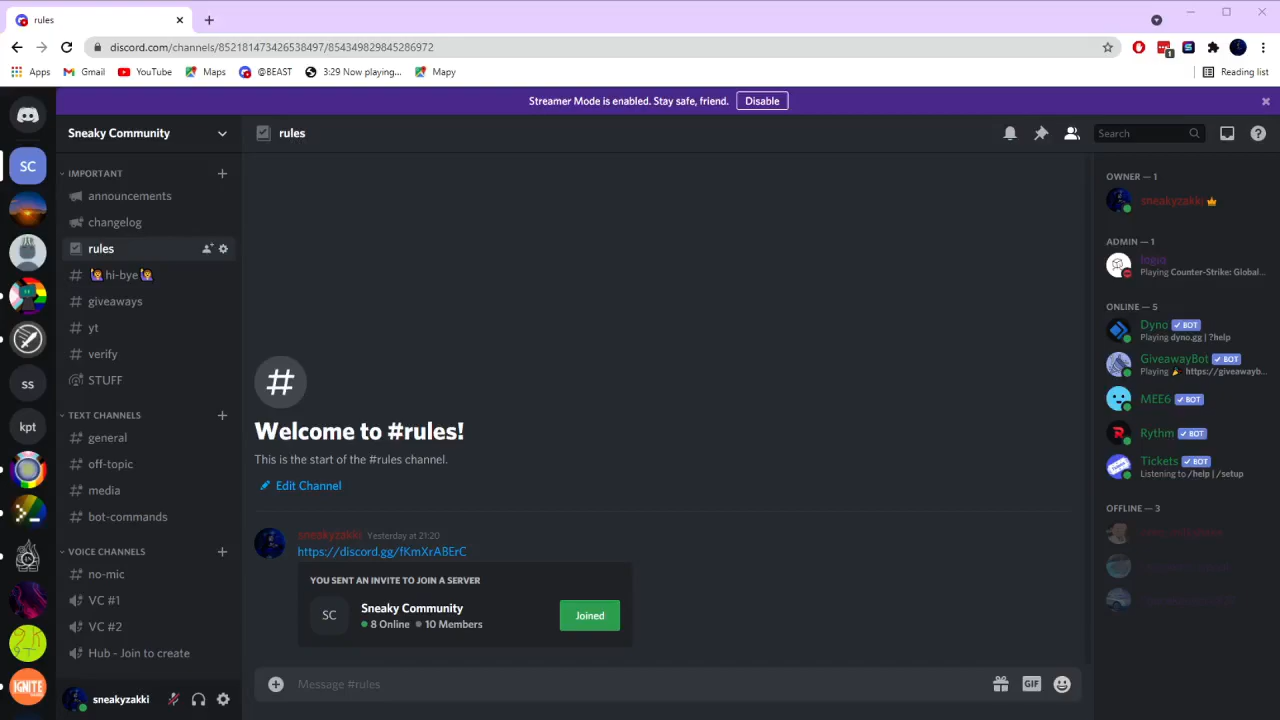 rules
discord.com/channels/852181473426538497/854349829845286972
Apps
Gmail
YouTube
Maps
@BEAST
3:29 Now playing...
Mapy
Reading list
1
Streamer Mode is enabled. Stay safe, friend.
Disable
Sneaky Community
rules
Search
SC
ss
kpt
IGNITE
IMPORTANT
announcements
changelog
rules
hi-bye
giveaways
yt
verify
STUFF
TEXT CHANNELS
general
off-topic
media
bot-commands
VOICE CHANNELS
no-mic
VC #1
VC #2
Hub - Join to create
sneakyzakki
Welcome to #rules!
This is the start of the #rules channel.
Edit Channel
sneakyzakki Yesterday at 21:20
https://discord.gg/fKmXrABErC
YOU SENT AN INVITE TO JOIN A SERVER
SC
Sneaky Community
8 Online 10 Members
Joined
Message #rules
GIF
OWNER — 1
sneakyzakki
ADMIN — 1
Playing Counter-Strike: Global...
ONLINE — 5
Dyno BOT
Playing dyno.gg | ?help
GiveawayBot BOT
Playing https://giveawayb...
MEE6 BOT
Rythm BOT
Tickets BOT
Listening to /help | /setup
OFFLINE — 3